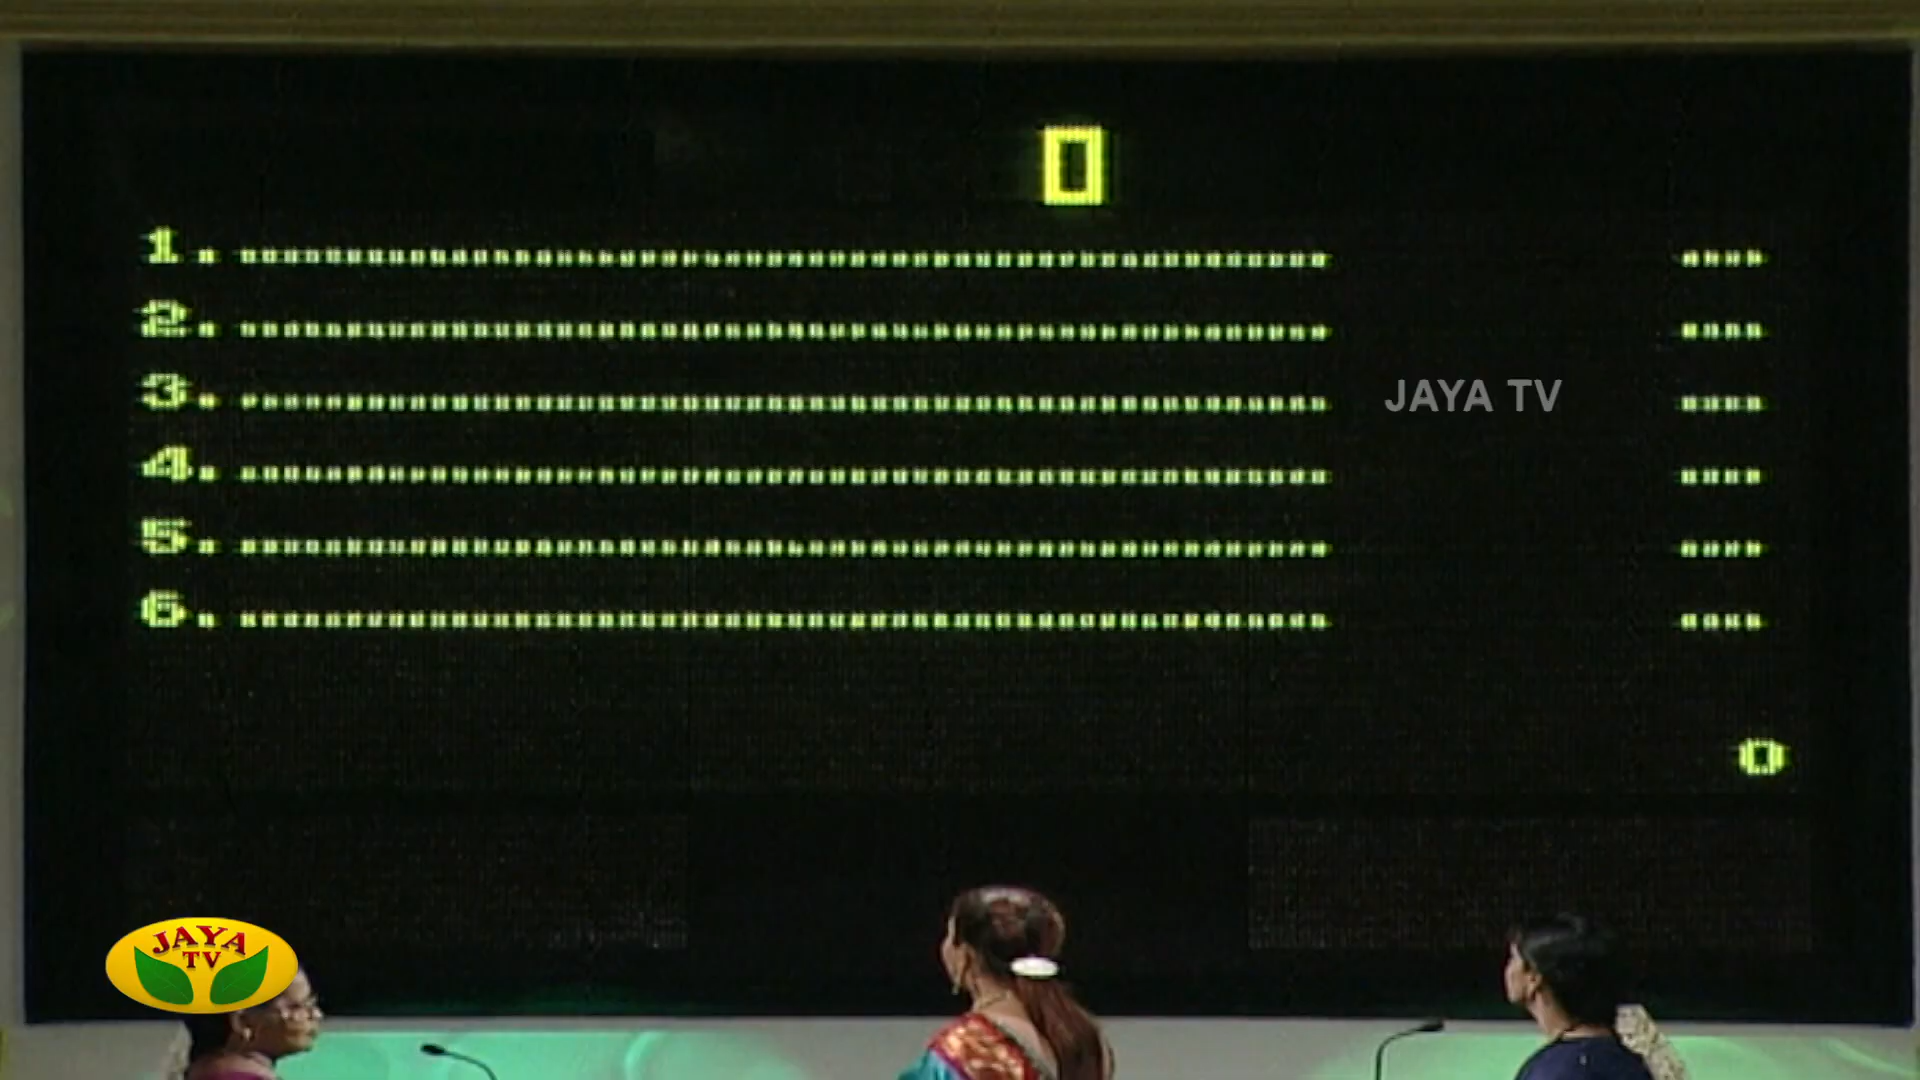 0
1. .................................................... ....
2. .................................................... ....
3. .................................................... ....
JAYA TV
4. .................................................... ....
5. .................................................... ....
6. .................................................... ....
0
JAYA
TV